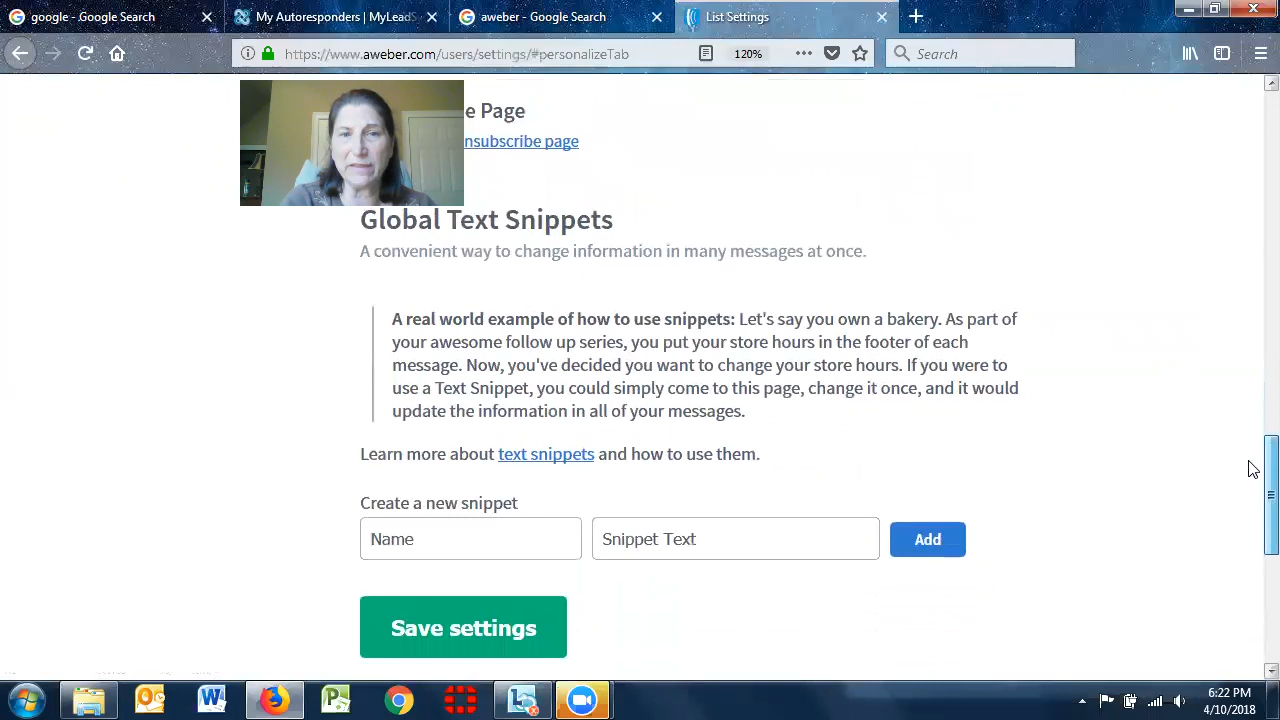 google - Google Search
My Autoresponders | MyLeadS
aweber - Google Search
List Settings
https://www.aweber.com/users/settings/#personalizeTab
120%
Search
e Page
nsubscribe page
Global Text Snippets
A convenient way to change information in many messages at once.
A real world example of how to use snippets: Let's say you own a bakery. As part of
your awesome follow up series, you put your store hours in the footer of each
message. Now, you've decided you want to change your store hours. If you were to
use a Text Snippet, you could simply come to this page, change it once, and it would
update the information in all of your messages.
Learn more about text snippets and how to use them.
Create a new snippet
Name
Snippet Text
Add
Save settings
6:22 PM
4/10/2018